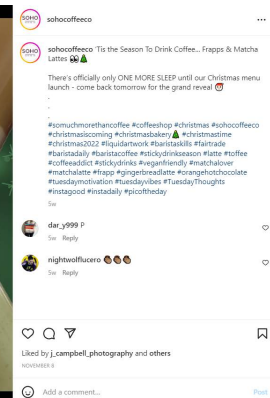 SOHO
sohocoffeeco
SOHO
sohocoffeeco 'Tis the Season To Drink Coffee... Frapps & Matcha
Lattes 👀🎄
There's officially only ONE MORE SLEEP until our Christmas menu
launch - come back tomorrow for the grand reveal 🎅
.
.
.
#somuchmorethancoffee #coffeeshop #christmas #sohocoffeeco
#christmasiscoming #christmasbakery🎄 #christmastime
#christmas2022 #liquidartwork #baristaskills #fairtrade
#baristadaily #baristacoffee #stickydrinkseason #latte #toffee
#coffeeaddict #stickydrinks #veganfriendly #matchalover
#matchalatte #frapp #gingerbreadlatte #orangehotchocolate
#tuesdaymotivation #tuesdayvibes #TuesdayThoughts
#instagood #instadaily #picoftheday
5w
dar_y999 P
5w Reply
nightwolflucero 👏🏽👏🏽👏🏽
5w Reply
Liked by j_campbell_photography and others
NOVEMBER 8
Add a comment...
Post